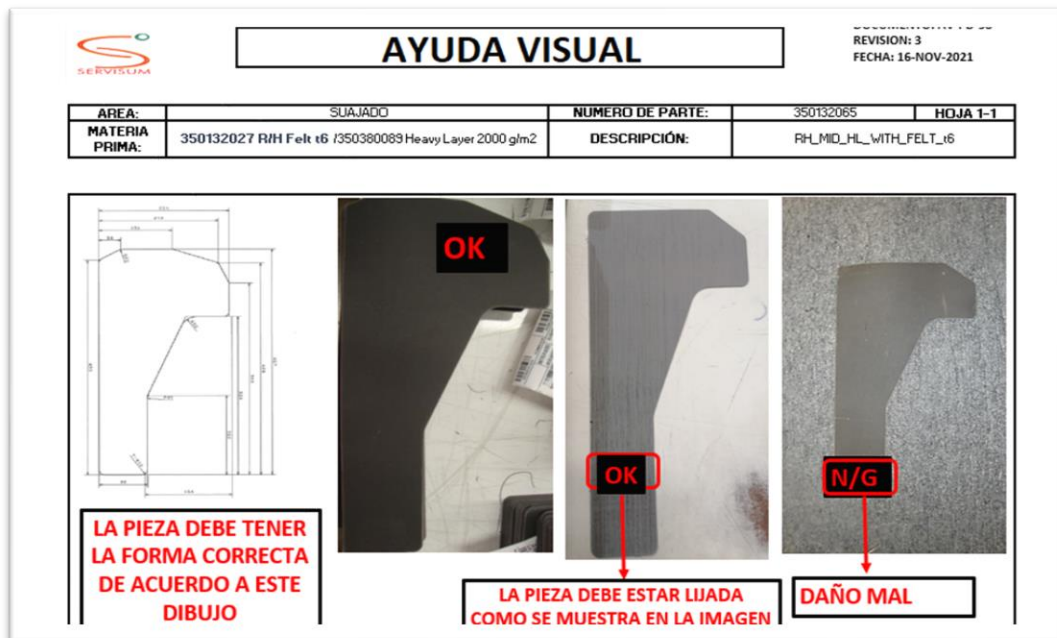 SERVISUM
AYUDA VISUAL
REVISION: 3
FECHA: 16-NOV-2021
AREA:
SUAJADO
NUMERO DE PARTE:
350132065
HOJA 1-1
MATERIA
PRIMA:
350132027 R/H Felt t6 /350380089 Heavy Layer 2000 g/m2
DESCRIPCIÓN:
RH_MID_HL_WITH_FELT_t6
OK
OK
N/G
LA PIEZA DEBE TENER
LA FORMA CORRECTA
DE ACUERDO A ESTE
DIBUJO
LA PIEZA DEBE ESTAR LIJADA
COMO SE MUESTRA EN LA IMAGEN
DAÑO MAL